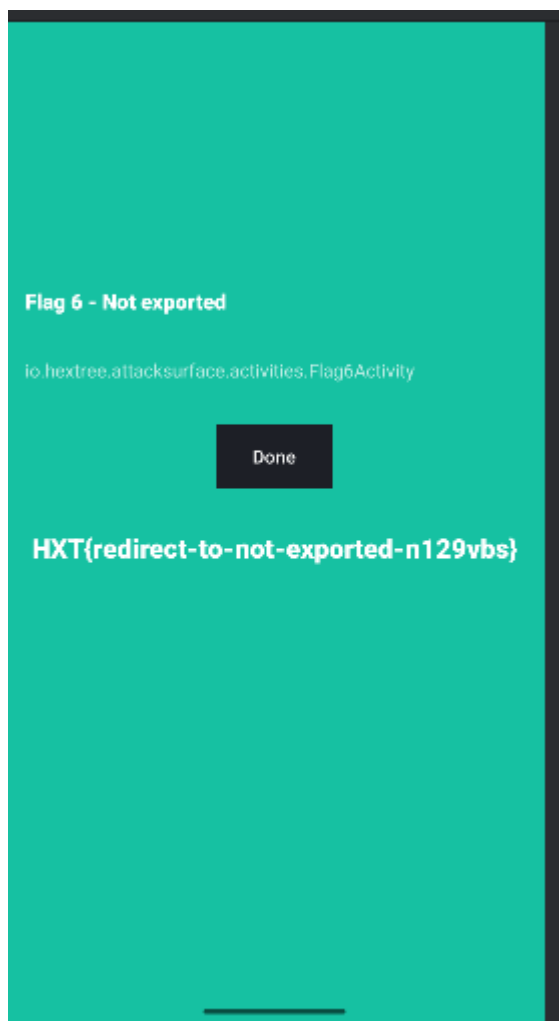 Flag 6 - Not exported
io.hextree.attacksurface.activities.Flag6Activity
Done
HXT{redirect-to-not-exported-n129vbs}